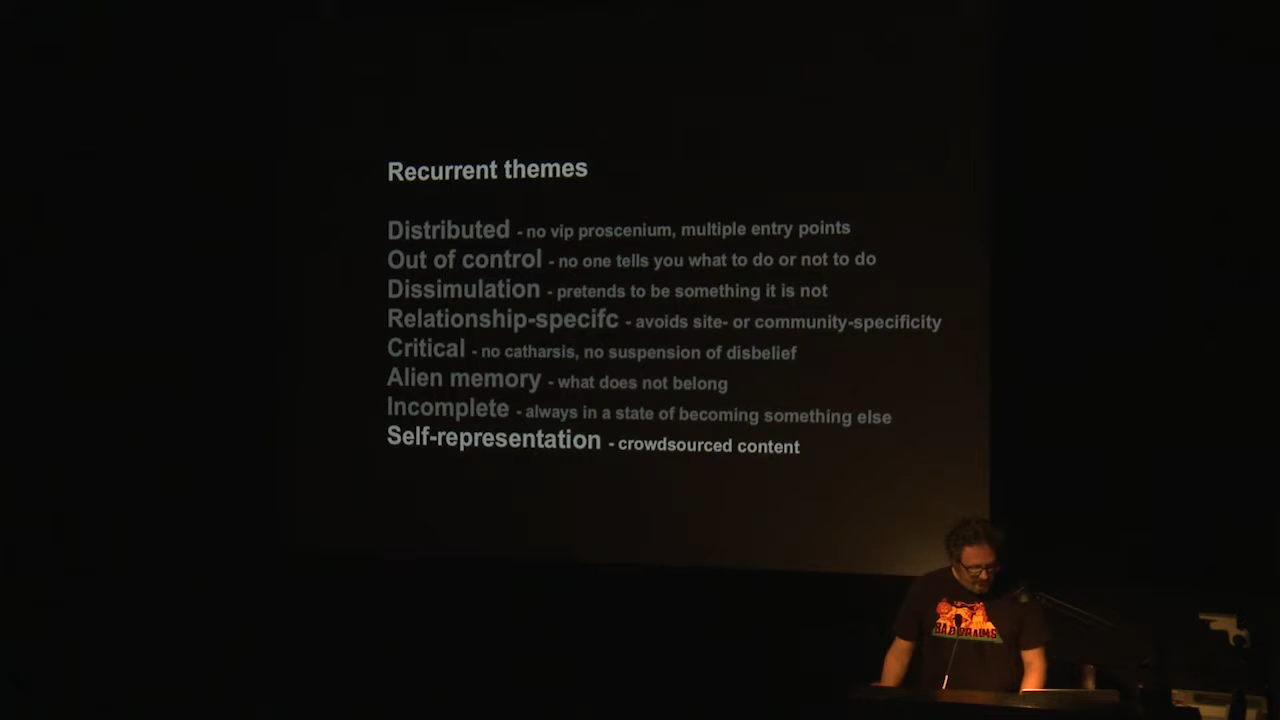 Recurrent themes
Distributed - no vip proscenium, multiple entry points
Out of control - no one tells you what to do or not to do
Dissimulation - pretends to be something it is not
Relationship-specifc - avoids site- or community-specificity
Critical - no catharsis, no suspension of disbelief
Alien memory - what does not belong
Incomplete - always in a state of becoming something else
Self-representation - crowdsourced content
BAD BRAINS